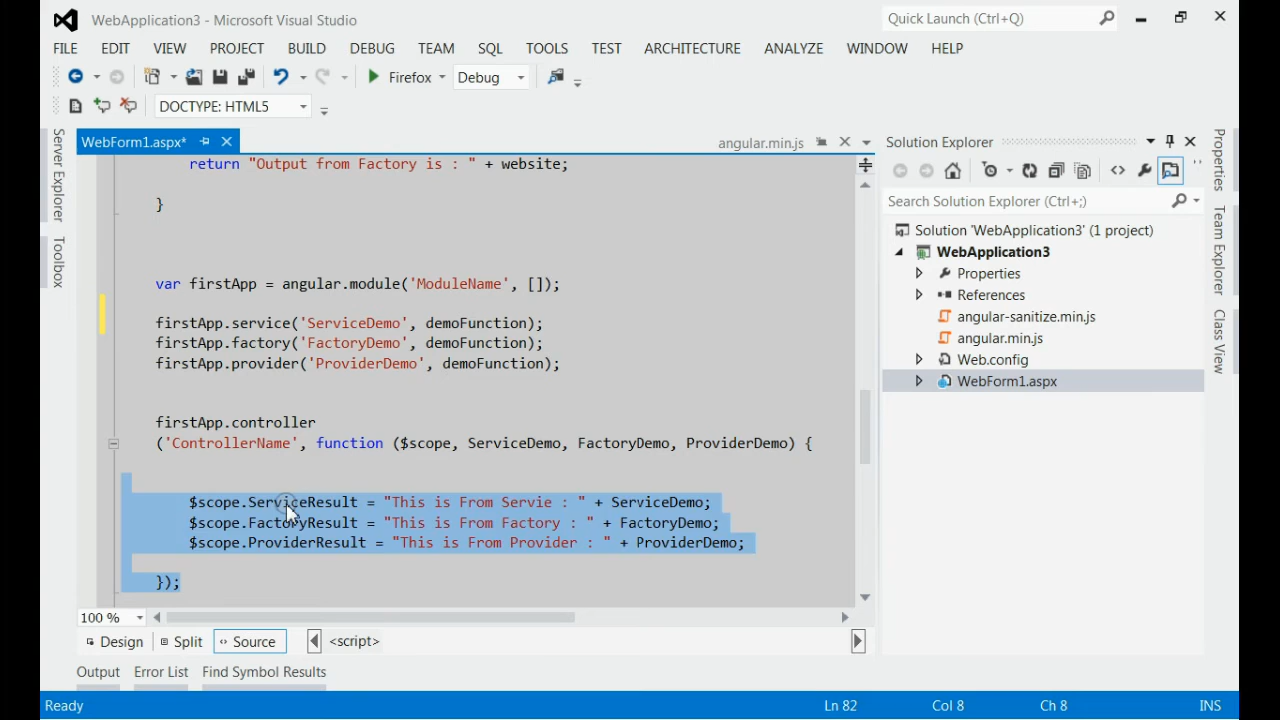 WebApplication3 - Microsoft Visual Studio
Quick Launch (Ctrl+Q)
FILE EDIT VIEW PROJECT BUILD DEBUG TEAM SQL TOOLS TEST ARCHITECTURE ANALYZE WINDOW HELP
Firefox Debug
DOCTYPE: HTML5
Server Explorer
Toolbox
WebForm1.aspx*
angular.min.js
return "Output from Factory is : " + website;
}
var firstApp = angular.module('ModuleName', []);
firstApp.service('ServiceDemo', demoFunction);
firstApp.factory('FactoryDemo', demoFunction);
firstApp.provider('ProviderDemo', demoFunction);
firstApp.controller
('ControllerName', function ($scope, ServiceDemo, FactoryDemo, ProviderDemo) {
$scope.ServiceResult = "This is From Servie : " + ServiceDemo;
$scope.FactoryResult = "This is From Factory : " + FactoryDemo;
$scope.ProviderResult = "This is From Provider : " + ProviderDemo;
});
100 %
Design Split Source <script>
Output Error List Find Symbol Results
Solution Explorer
Search Solution Explorer (Ctrl+;)
Solution 'WebApplication3' (1 project)
WebApplication3
Properties
References
angular-sanitize.min.js
angular.min.js
Web.config
WebForm1.aspx
Properties
Team Explorer
Class View
Ready Ln 82 Col 8 Ch 8 INS